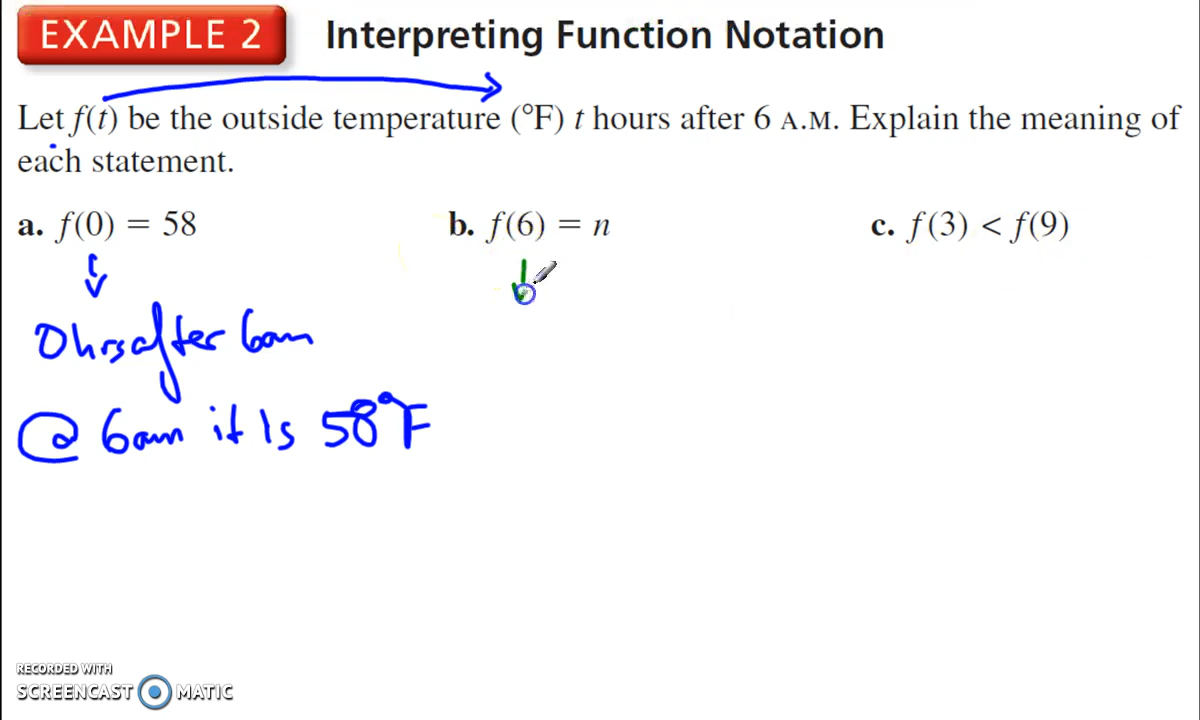 EXAMPLE 2 Interpreting Function Notation
Let f(t) be the outside temperature (°F) t hours after 6 A.M. Explain the meaning of
each statement.
a. f(0) = 58 b. f(6) = n c. f(3) < f(9)
0hrs after 6am
@ 6am it Is 58°F
RECORDED WITH
SCREENCAST MATIC